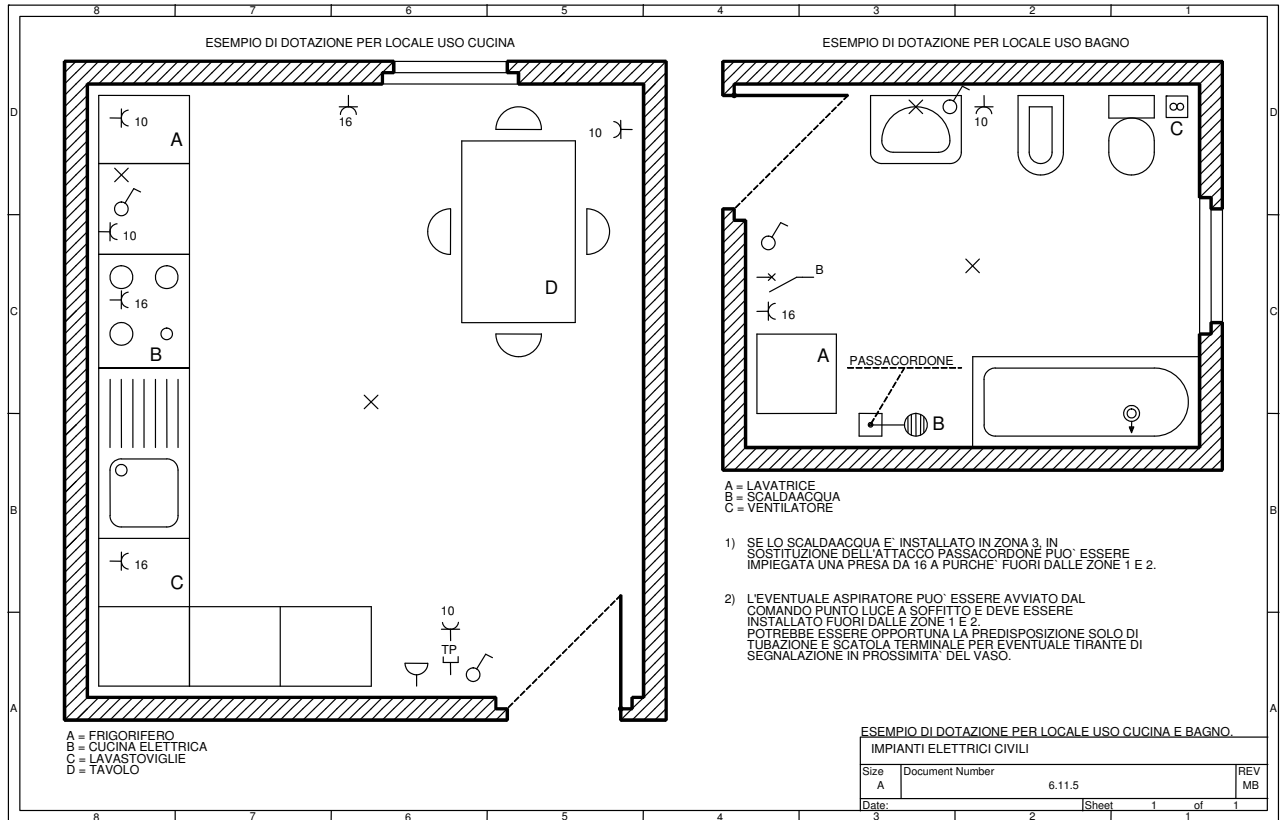 8 7 6 5 4 3 2 1
ESEMPIO DI DOTAZIONE PER LOCALE USO CUCINA
ESEMPIO DI DOTAZIONE PER LOCALE USO BAGNO
D
D
10
A
16
10
10
C
10
B
C
16
B
D
16
A
PASSACORDONE
B
C
C
B
B
16
C
10
TP
A
A
A = FRIGORIFERO
B = CUCINA ELETTRICA
C = LAVASTOVIGLIE
D = TAVOLO
A = LAVATRICE
B = SCALDAACQUA
C = VENTILATORE
1) SE LO SCALDAACQUA E` INSTALLATO IN ZONA 3, IN
SOSTITUZIONE DELL'ATTACCO PASSACORDONE PUO` ESSERE
IMPIEGATA UNA PRESA DA 16 A PURCHE` FUORI DALLE ZONE 1 E 2.
2) L'EVENTUALE ASPIRATORE PUO` ESSERE AVVIATO DAL
COMANDO PUNTO LUCE A SOFFITTO E DEVE ESSERE
INSTALLATO FUORI DALLE ZONE 1 E 2.
POTREBBE ESSERE OPPORTUNA LA PREDISPOSIZIONE SOLO DI
TUBAZIONE E SCATOLA TERMINALE PER EVENTUALE TIRANTE DI
SEGNALAZIONE IN PROSSIMITA` DEL VASO.
ESEMPIO DI DOTAZIONE PER LOCALE USO CUCINA E BAGNO.
IMPIANTI ELETTRICI CIVILI
Size Document Number REV
A 6.11.5 MB
Date: Sheet 1 of 1
8 7 6 5 4 3 2 1